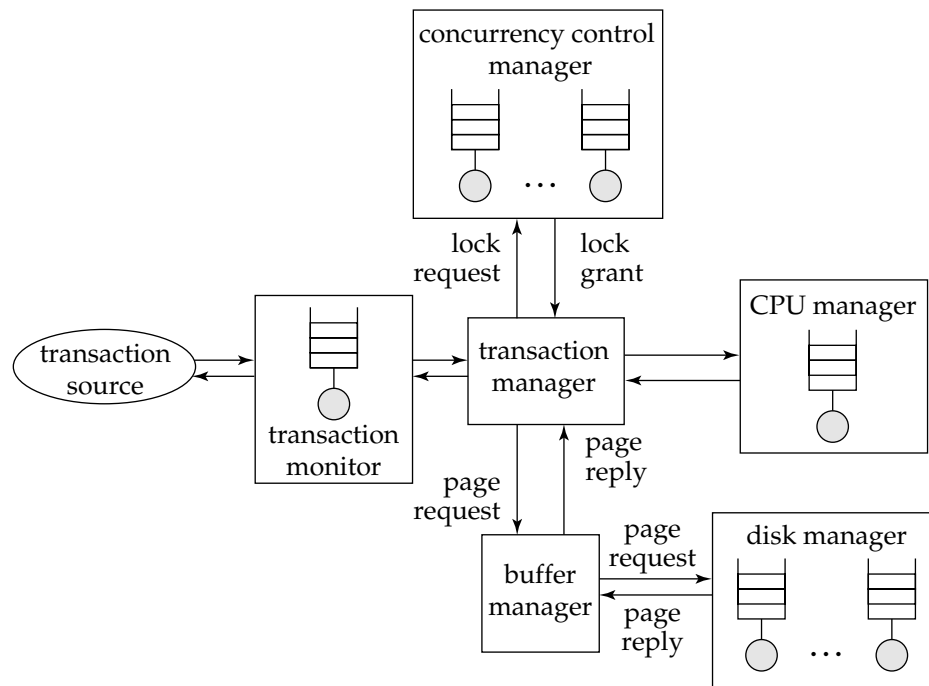 concurrency control
manager
...
lock
request
lock
grant
CPU manager
transaction
source
transaction
monitor
transaction
manager
page
request
page
reply
buffer
manager
page
request
page
reply
disk manager
...